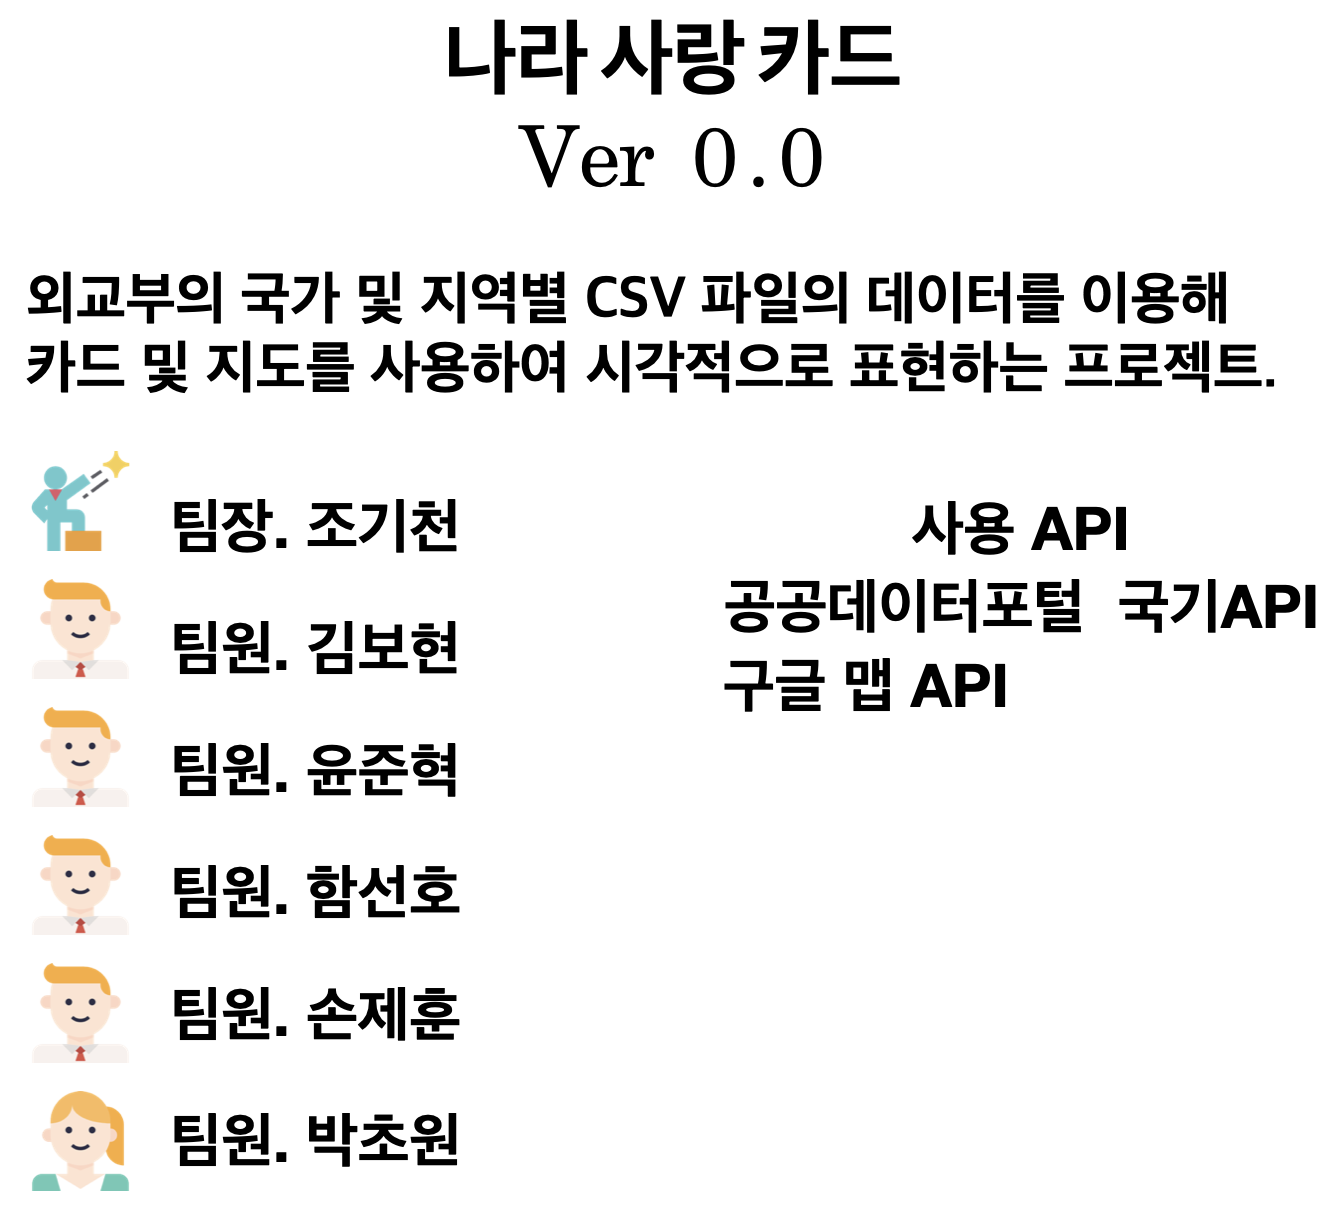 나라 사랑 카드
Ver 0.0
외교부의 국가 및 지역별 CSV 파일의 데이터를 이용해
카드 및 지도를 사용하여 시각적으로 표현하는 프로젝트.
팀장. 조기천
팀원. 김보현
팀원. 윤준혁
팀원. 함선호
팀원. 손제훈
팀원. 박초원
사용 API
공공데이터포털 국기API
구글 맵 API